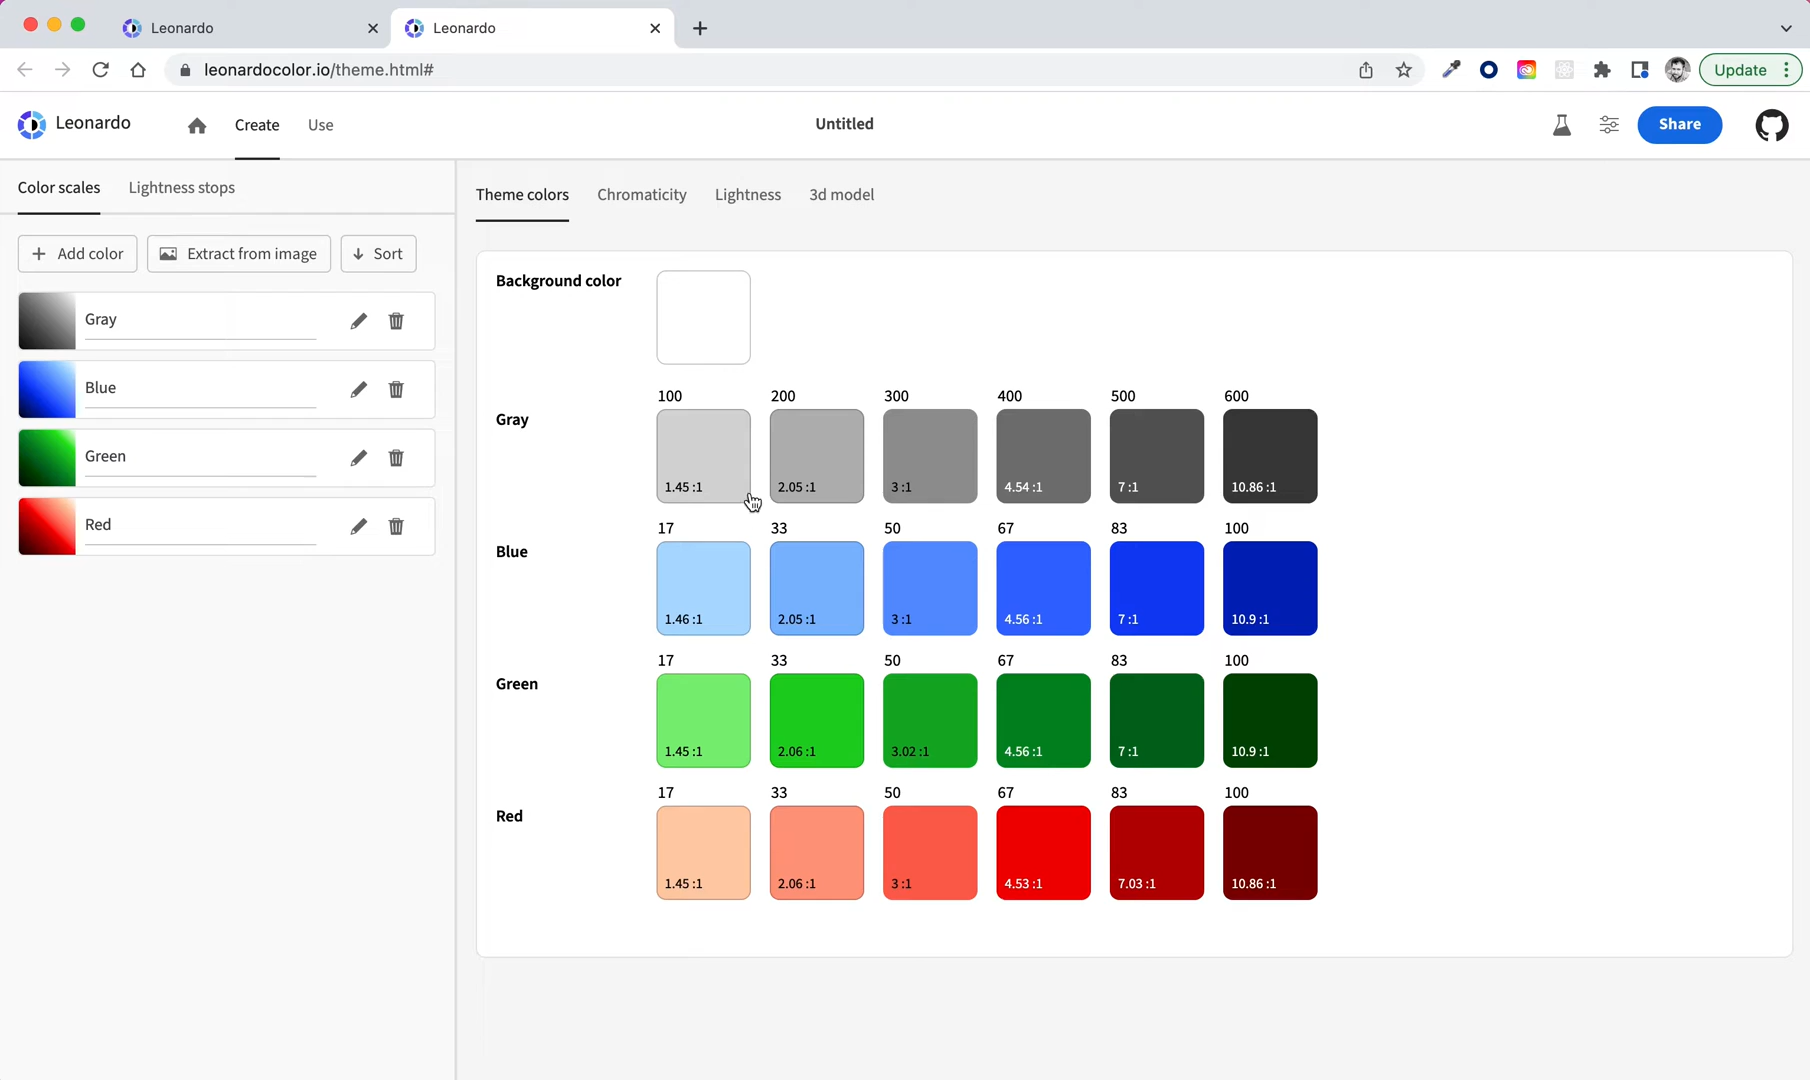 Leonardo
Leonardo
leonardocolor.io/theme.html#
Update
Leonardo
Create
Use
Untitled
Share
Color scales
Lightness stops
Theme colors
Chromaticity
Lightness
3d model
Add color
Extract from image
Sort
Gray
Blue
Green
Red
Background color
100 200 300 400 500 600
Gray
1.45 :1 2.05 :1 3 :1 4.54 :1 7 :1 10.86 :1
17 33 50 67 83 100
Blue
1.46 :1 2.05 :1 3 :1 4.56 :1 7 :1 10.9 :1
17 33 50 67 83 100
Green
1.45 :1 2.06 :1 3.02 :1 4.56 :1 7 :1 10.9 :1
17 33 50 67 83 100
Red
1.45 :1 2.06 :1 3 :1 4.53 :1 7.03 :1 10.86 :1